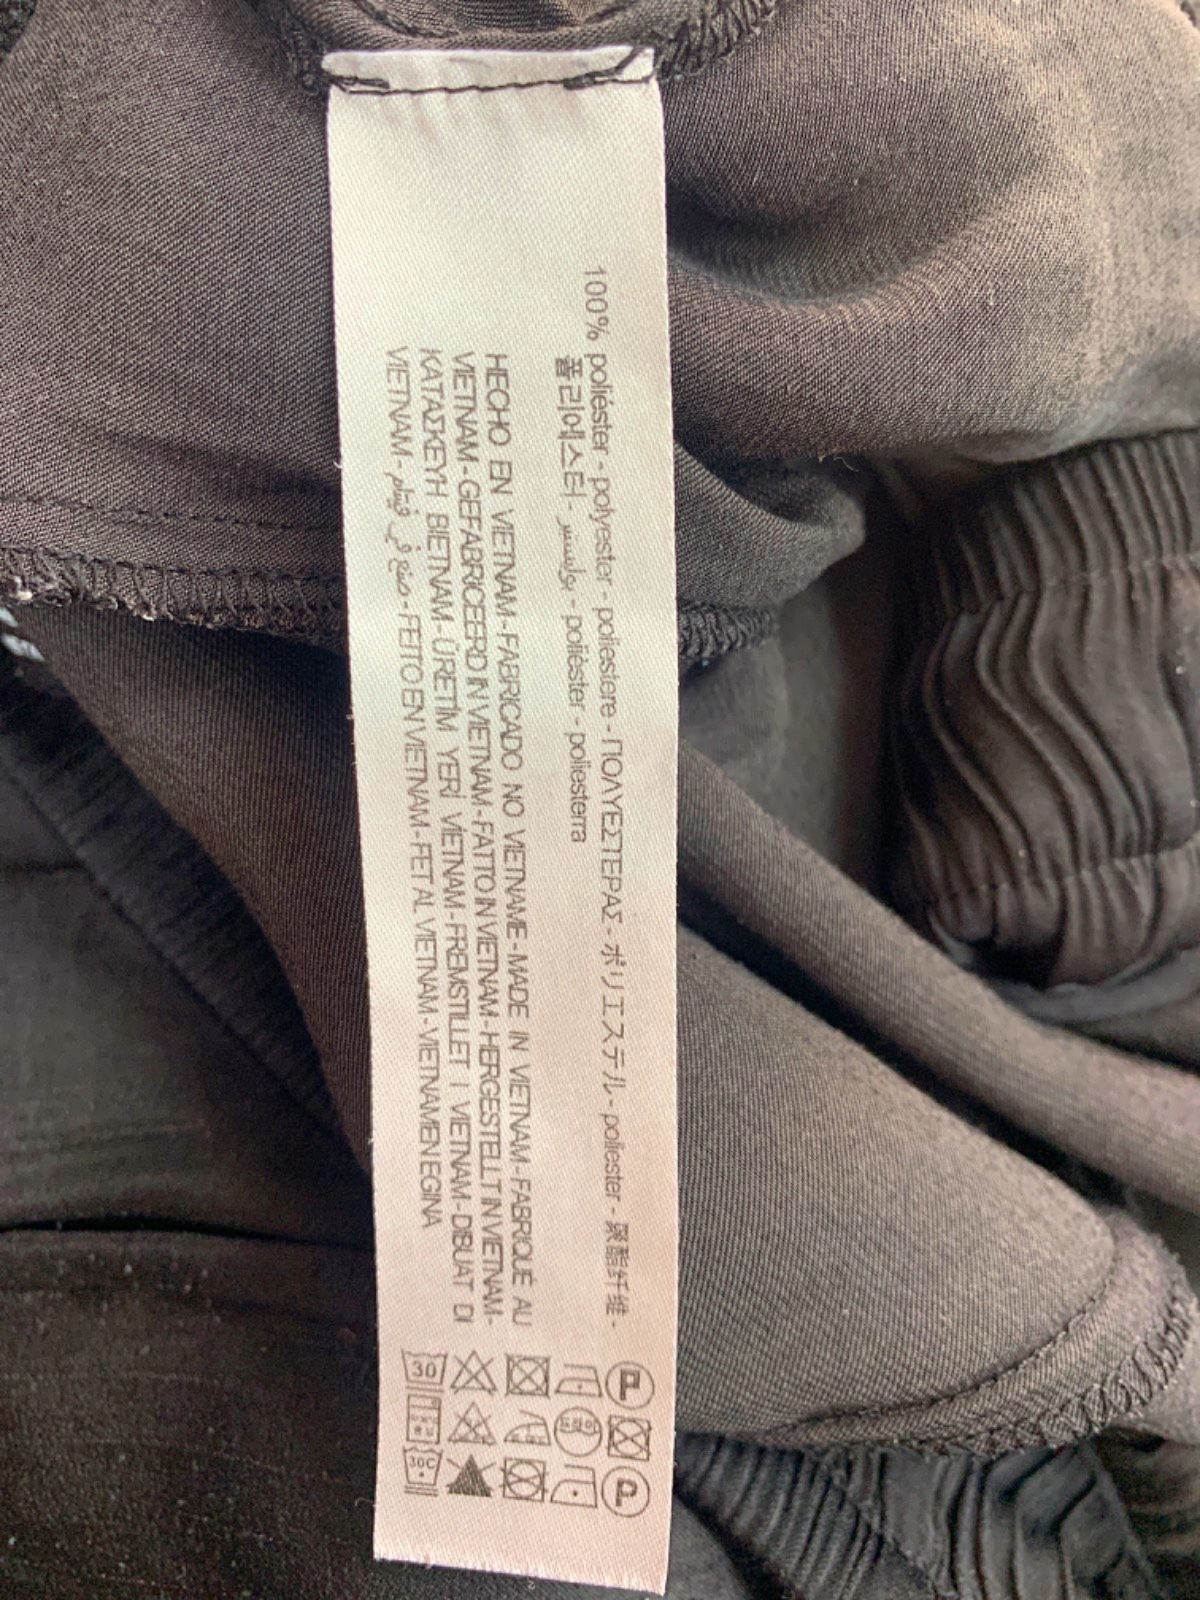 100% poliéster - polyester - poliestere - ΠΟΛΥΕΣΤΕΡΑΣ - ポリエステル - poliester - 聚酯纤维 -
폴리에스터 - بوليستر - poliéster - poliesterra
HECHO EN VIETNAM - FABRICADO NO VIETNAME - MADE IN VIETNAM - FABRIQUÉ AU
VIETNAM - GEFABRICEERD IN VIETNAM - FATTO IN VIETNAM - HERGESTELLT IN VIETNAM -
ΚΑΤΑΣΚΕΥΗ ΒΙΕΤΝΑΜ - ÜRETİM YERİ VIETNAM - FREMSTILLET I VIETNAM - DIBUAT DI
VIETNAM - صنع في فيتنام - FEITO EN VIETNAM - FET AL VIETNAM - VIETNAMEN EGINA
P
P
30
30C